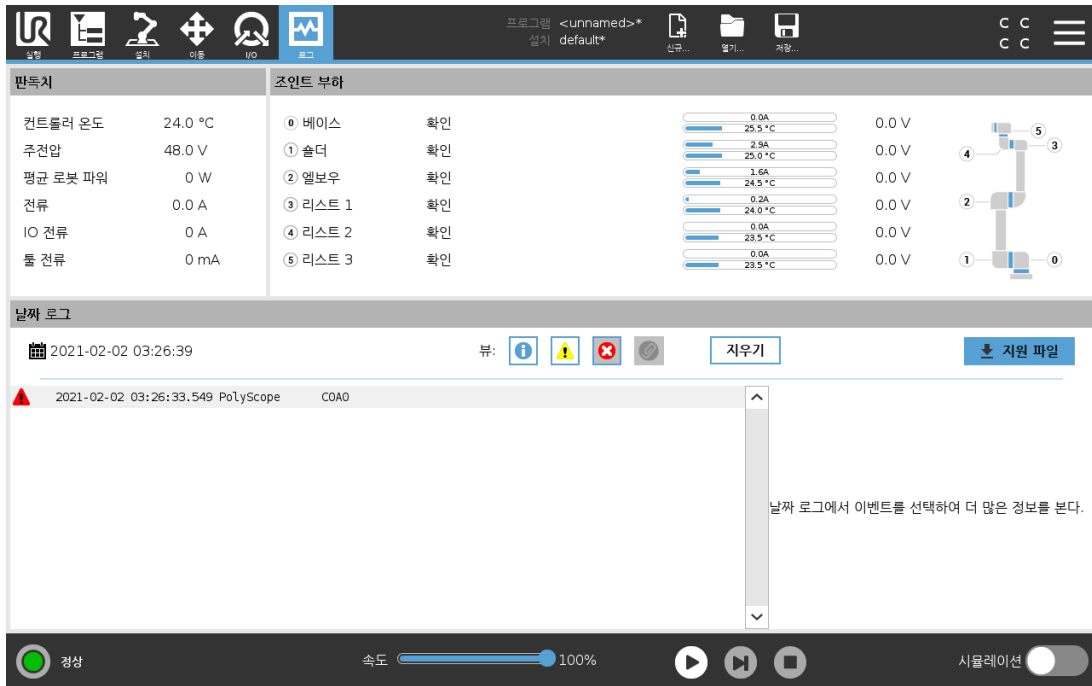 프로그램 <unnamed>*
설치 default*
C C
C C
실행 프로그램 설치 이동 I/O 로그 신규... 열기... 저장...
판독치 조인트 부하
컨트롤러 온도 24.0 °C
주전압 48.0 V
평균 로봇 파워 0 W
전류 0.0 A
IO 전류 0 A
툴 전류 0 mA
0 베이스 확인 0.0A 25.5 °C 0.0 V
1 숄더 확인 2.9A 25.0 °C 0.0 V
2 엘보우 확인 1.6A 24.5 °C 0.0 V
3 리스트 1 확인 0.2A 24.0 °C 0.0 V
4 리스트 2 확인 0.0A 23.5 °C 0.0 V
5 리스트 3 확인 0.0A 23.5 °C 0.0 V
5
4 3
2
1 0
날짜 로그
2021-02-02 03:26:39 뷰: 지우기 지원 파일
2021-02-02 03:26:33.549 PolyScope C0A0
날짜 로그에서 이벤트를 선택하여 더 많은 정보를 본다.
정상 속도 100% 시뮬레이션